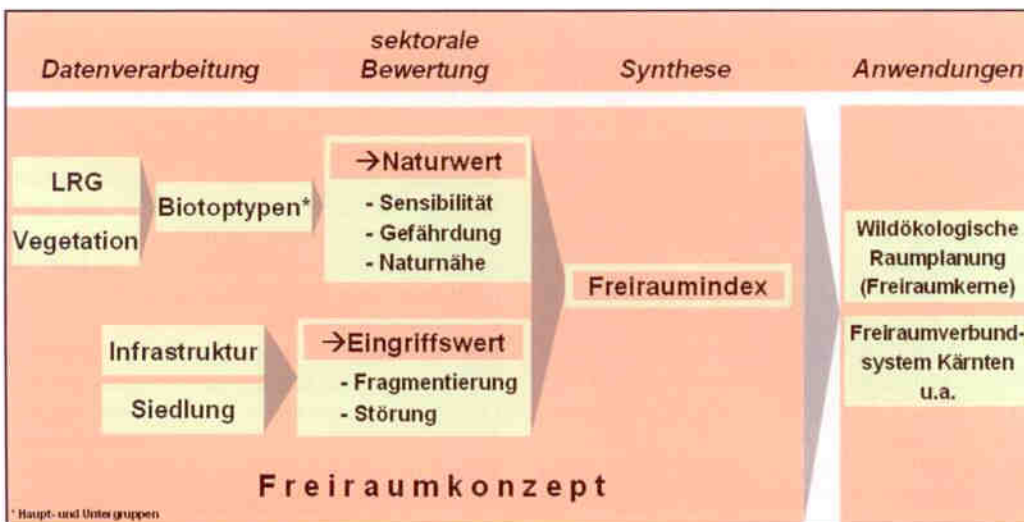 Datenverarbeitung
sektorale
Bewertung
Synthese
Anwendungen
LRG
Vegetation
Biotoptypen*
→Naturwert
- Sensibilität
- Gefährdung
- Naturnähe
Infrastruktur
Siedlung
→Eingriffswert
- Fragmentierung
- Störung
Freiraumindex
Wildökologische
Raumplanung
(Freiraumkerne)
Freiraumverbund-
system Kärnten
u.a.
Freiraumkonzept
* Haupt- und Untergruppen